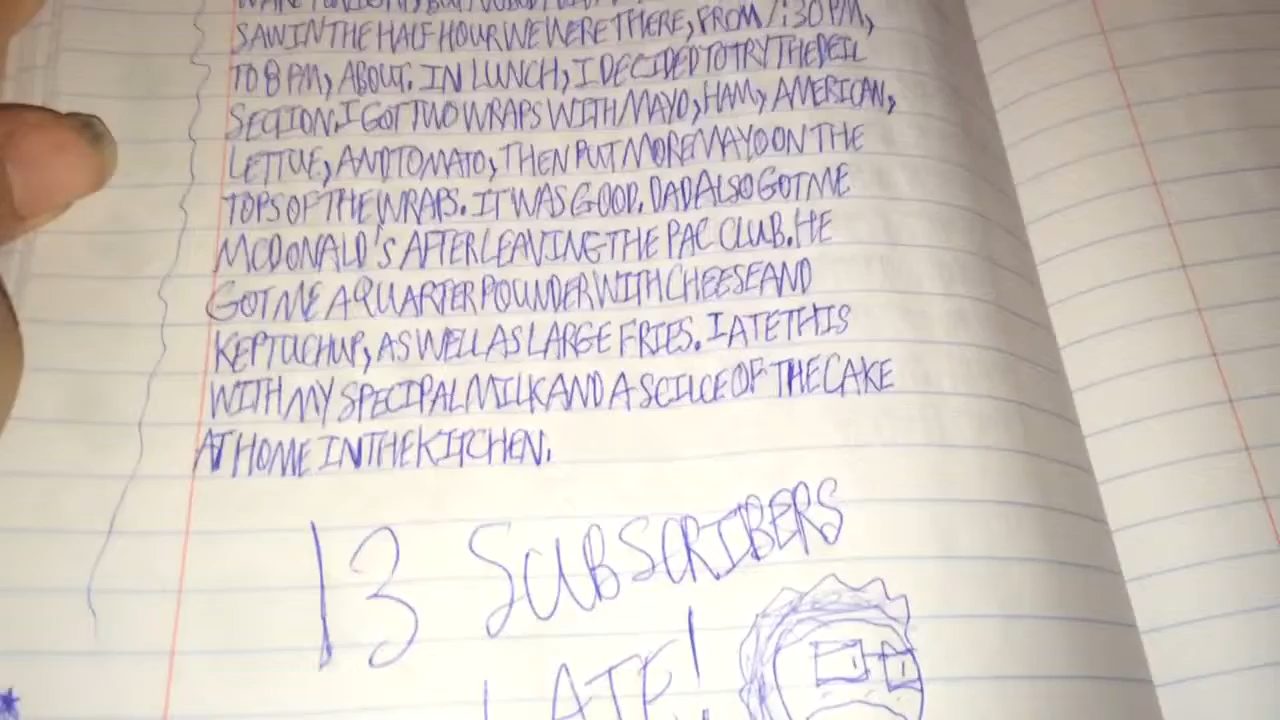 SAW IN THE HALF HOUR WE WERE THERE, FROM 7:30 PM,
TO 8 PM, ABOUT. IN LUNCH, I DECIDED TO TRY THE DEIL
SECTION. I GOT TWO WRAPS WITH MAYO, HAM, AMERICAN,
LETTUE, AND TOMATO, THEN PUT MORE MAYO ON THE
TOPS OF THE WRAPS. IT WAS GOOD. DAD ALSO GOT ME
MCDONALD'S AFTER LEAVING THE PAC CLUB. HE
GOT ME A QUARTER POUNDER WITH CHEESE AND
KEPTUCHUP, AS WELL AS LARGE FRIES. I ATE THIS
WITH MY SPECIPAL MILK AND A SCILCE OF THE CAKE
AT HOME IN THE KITCHEN.
13 SUBSCRIBERS
LATE!